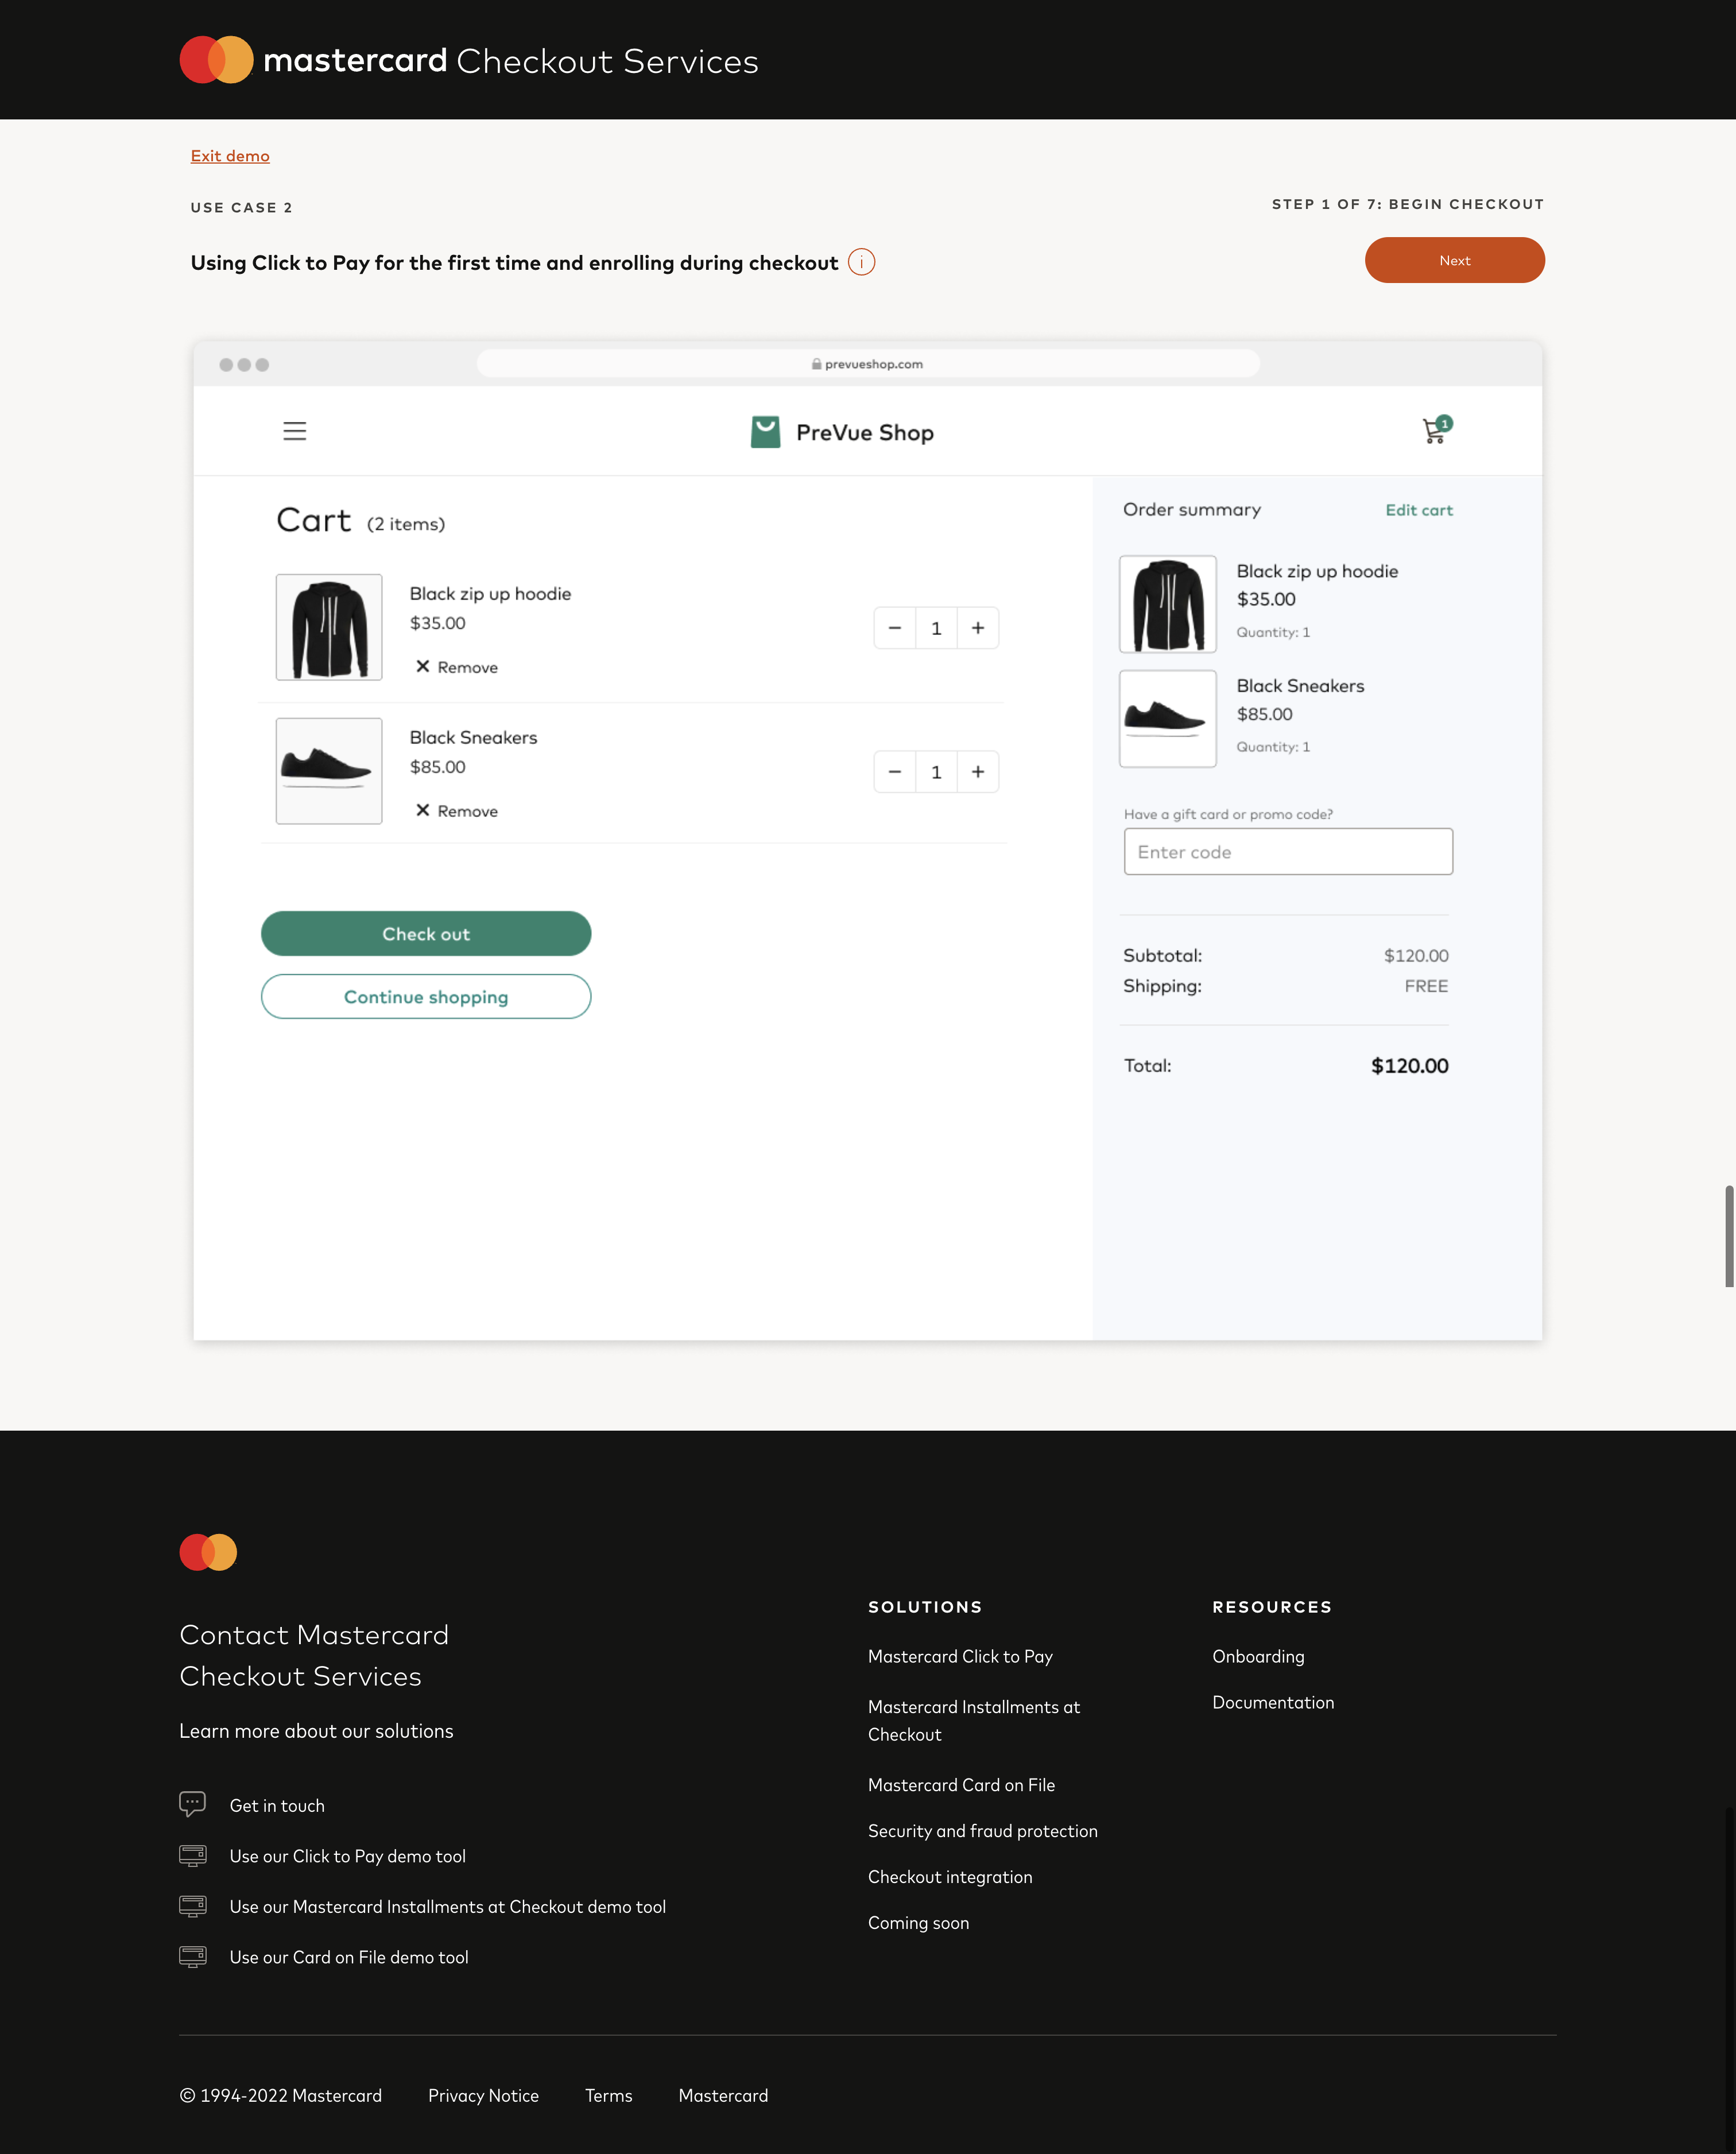 mastercard Checkout Services
Exit demo
USE CASE 2
STEP 1 OF 7: BEGIN CHECKOUT
Using Click to Pay for the first time and enrolling during checkout i
Next
prevueshop.com
PreVue Shop
1
Cart (2 items)
Black zip up hoodie
$35.00
Remove
− 1 +
Black Sneakers
$85.00
Remove
− 1 +
Check out
Continue shopping
Order summary
Edit cart
Black zip up hoodie
$35.00
Quantity: 1
Black Sneakers
$85.00
Quantity: 1
Have a gift card or promo code?
Enter code
Subtotal: $120.00
Shipping: FREE
Total: $120.00
Contact Mastercard
Checkout Services
Learn more about our solutions
Get in touch
Use our Click to Pay demo tool
Use our Mastercard Installments at Checkout demo tool
Use our Card on File demo tool
SOLUTIONS
Mastercard Click to Pay
Mastercard Installments at
Checkout
Mastercard Card on File
Security and fraud protection
Checkout integration
Coming soon
RESOURCES
Onboarding
Documentation
© 1994-2022 Mastercard Privacy Notice Terms Mastercard